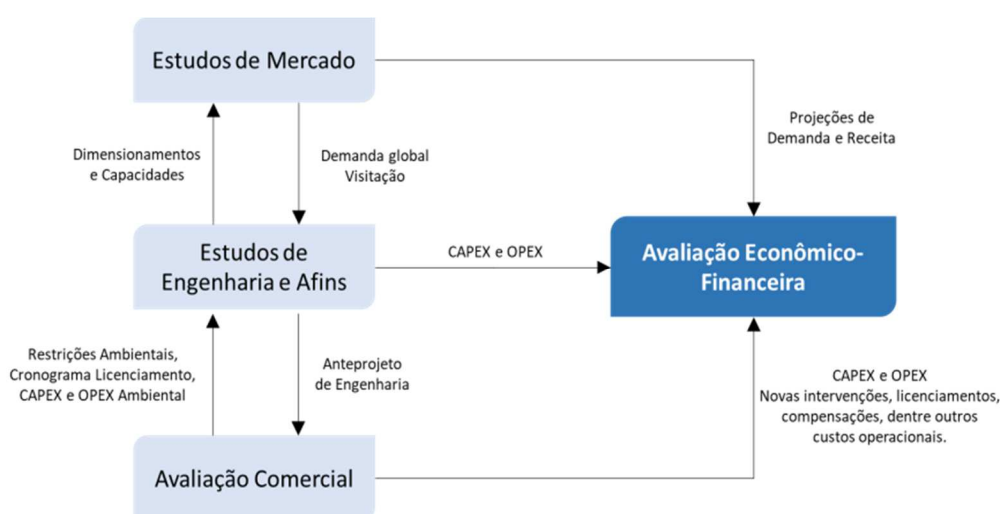 Estudos de Mercado
Projeções de
Demanda e Receita
Dimensionamentos
e Capacidades
Demanda global
Visitação
Estudos de
Engenharia e Afins
CAPEX e OPEX
Avaliação Econômico-
Financeira
Restrições Ambientais,
Cronograma Licenciamento,
CAPEX e OPEX Ambiental
Anteprojeto
de Engenharia
CAPEX e OPEX
Novas intervenções, licenciamentos,
compensações, dentre outros
custos operacionais.
Avaliação Comercial